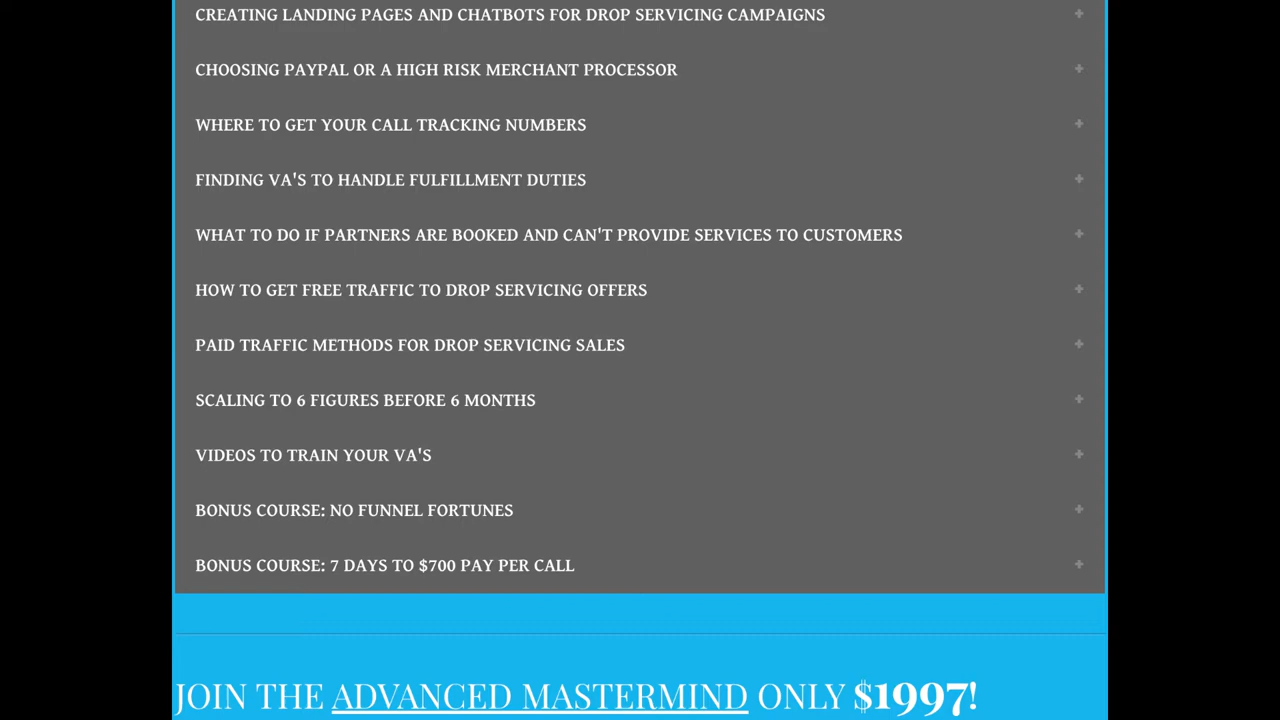 CREATING LANDING PAGES AND CHATBOTS FOR DROP SERVICING CAMPAIGNS
CHOOSING PAYPAL OR A HIGH RISK MERCHANT PROCESSOR
WHERE TO GET YOUR CALL TRACKING NUMBERS
FINDING VA'S TO HANDLE FULFILLMENT DUTIES
WHAT TO DO IF PARTNERS ARE BOOKED AND CAN'T PROVIDE SERVICES TO CUSTOMERS
HOW TO GET FREE TRAFFIC TO DROP SERVICING OFFERS
PAID TRAFFIC METHODS FOR DROP SERVICING SALES
SCALING TO 6 FIGURES BEFORE 6 MONTHS
VIDEOS TO TRAIN YOUR VA'S
BONUS COURSE: NO FUNNEL FORTUNES
BONUS COURSE: 7 DAYS TO $700 PAY PER CALL
JOIN THE ADVANCED MASTERMIND ONLY $1997!